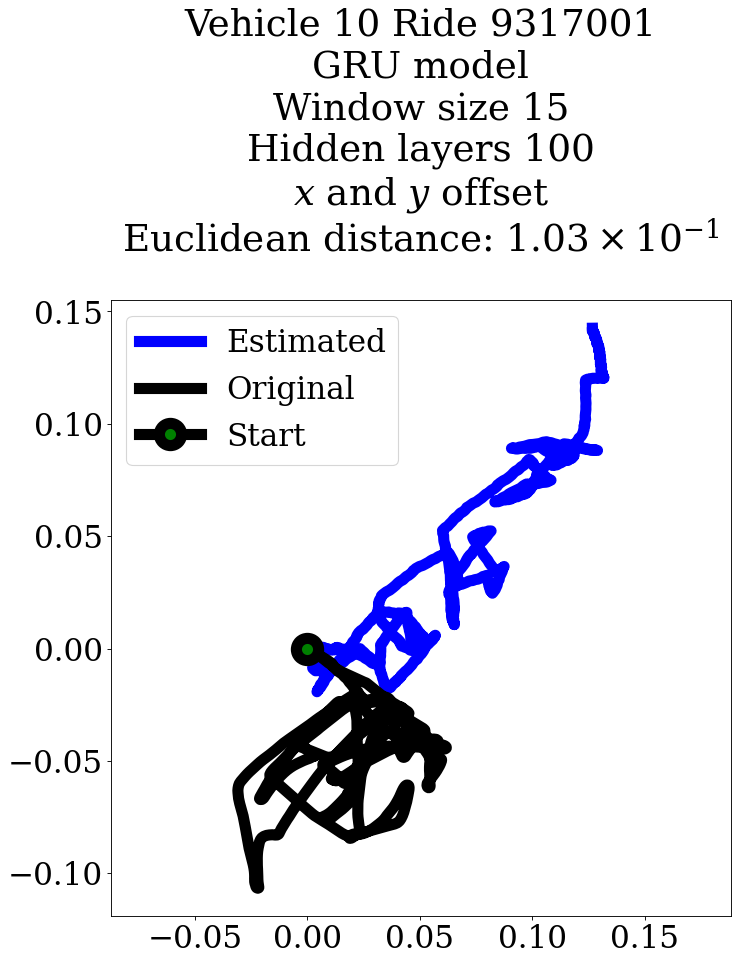 Vehicle 10 Ride 9317001
GRU model
Window size 15
Hidden layers 100
x and y offset
Euclidean distance: 1.03 × 10⁻¹
Estimated
Original
Start
0.15
0.10
0.05
0.00
−0.05
−0.10
−0.05 0.00 0.05 0.10 0.15